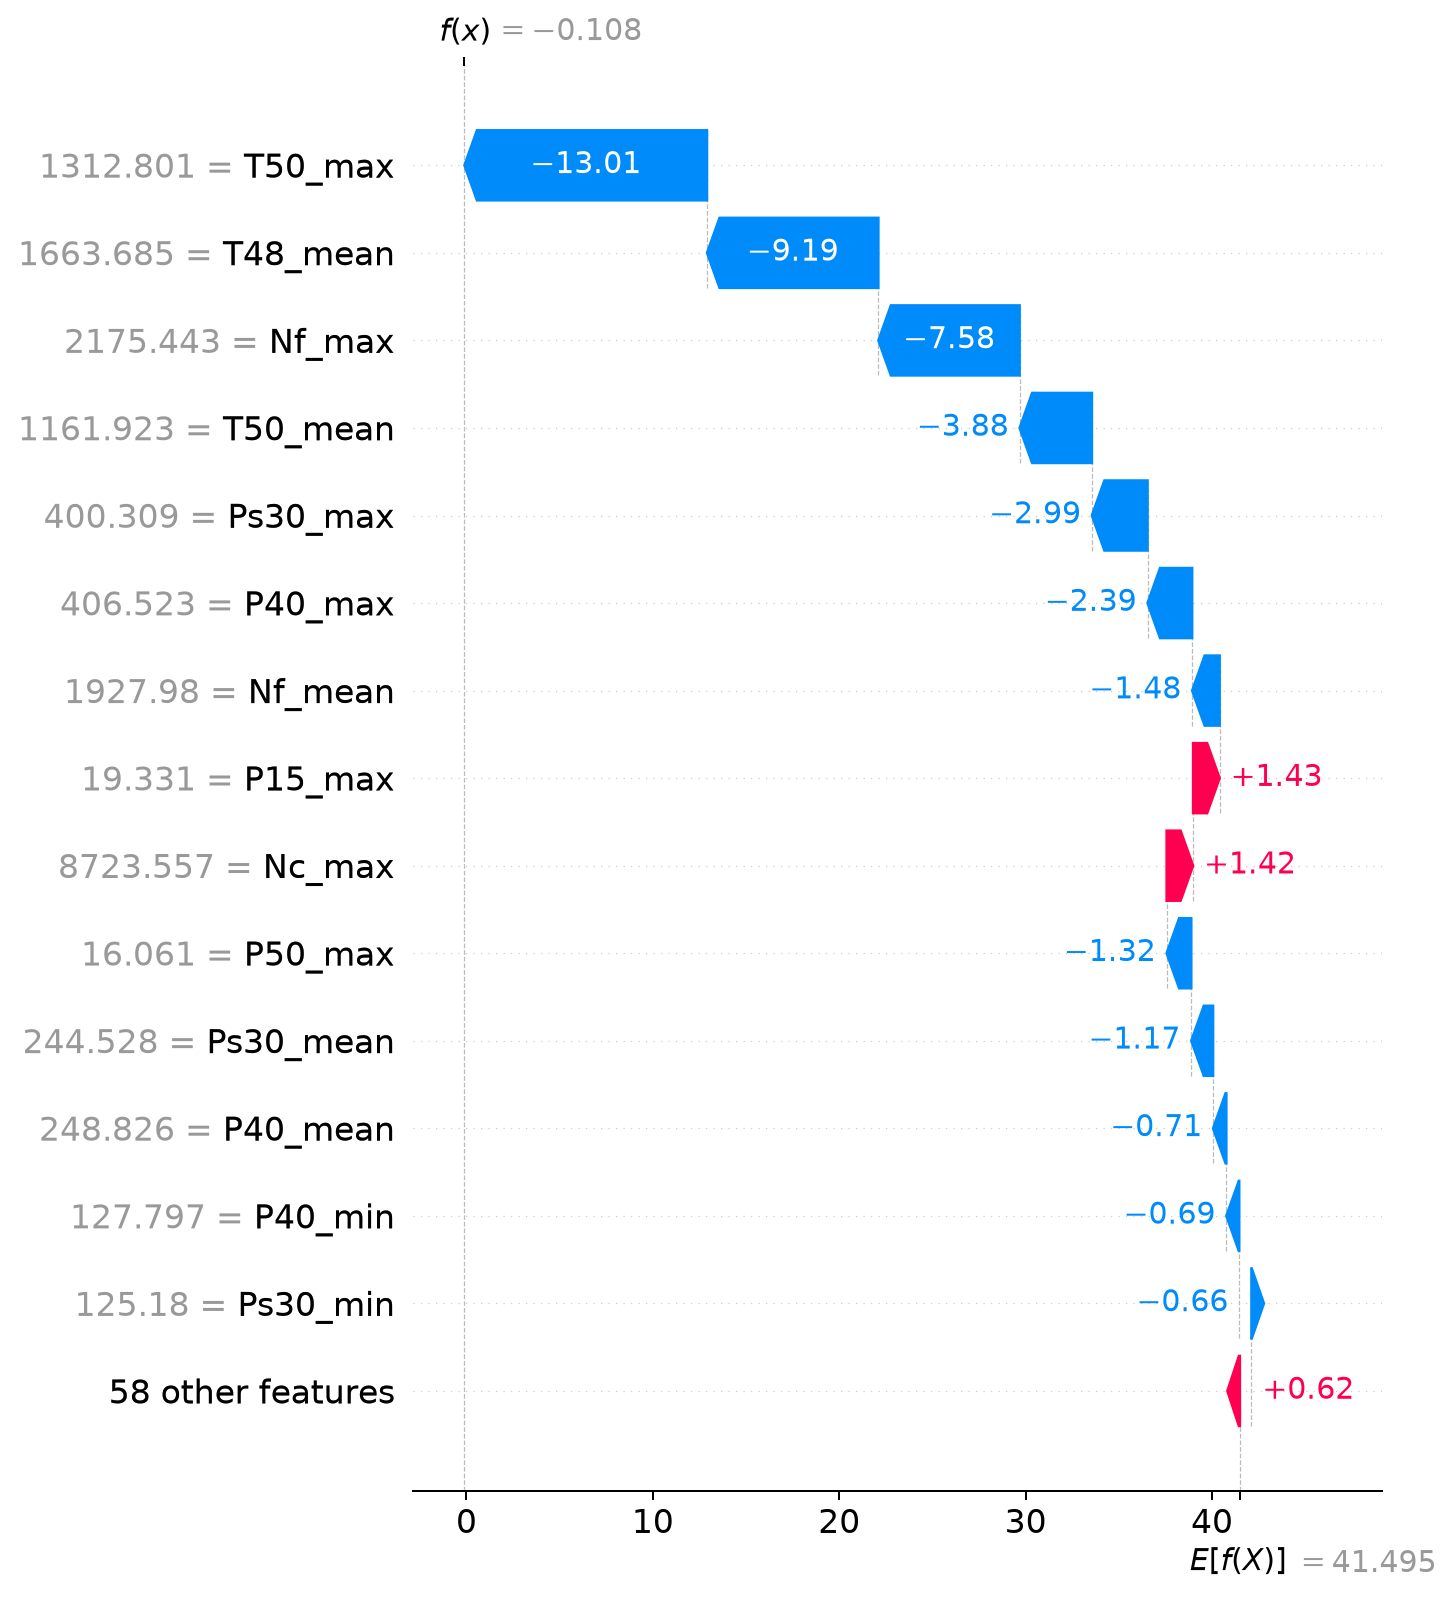 f(x) = −0.108
1312.801 = T50_max −13.01
1663.685 = T48_mean −9.19
2175.443 = Nf_max −7.58
1161.923 = T50_mean −3.88
400.309 = Ps30_max −2.99
406.523 = P40_max −2.39
1927.98 = Nf_mean −1.48
19.331 = P15_max +1.43
8723.557 = Nc_max +1.42
16.061 = P50_max −1.32
244.528 = Ps30_mean −1.17
248.826 = P40_mean −0.71
127.797 = P40_min −0.69
125.18 = Ps30_min −0.66
58 other features +0.62
0 10 20 30 40
E[f(X)] = 41.495